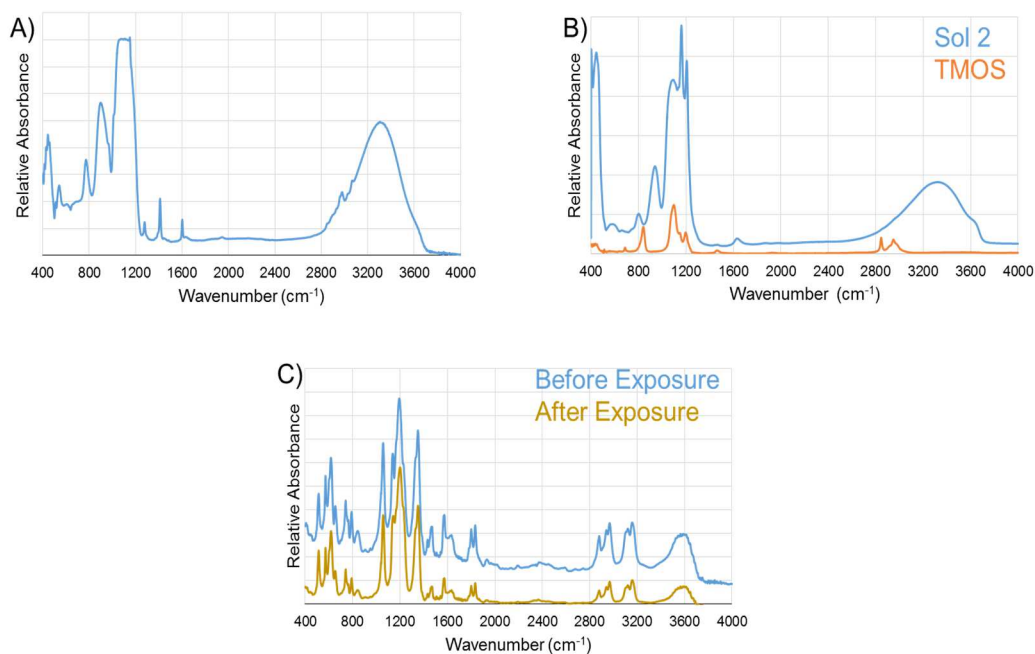 A)
Relative Absorbance
400 800 1200 1600 2000 2400 2800 3200 3600 4000
Wavenumber (cm⁻¹)
B)
Sol 2
TMOS
Relative Absorbance
400 800 1200 1600 2000 2400 2800 3200 3600 4000
Wavenumber (cm⁻¹)
C)
Before Exposure
After Exposure
Relative Absorbance
400 800 1200 1600 2000 2400 2800 3200 3600 4000
Wavenumber (cm⁻¹)